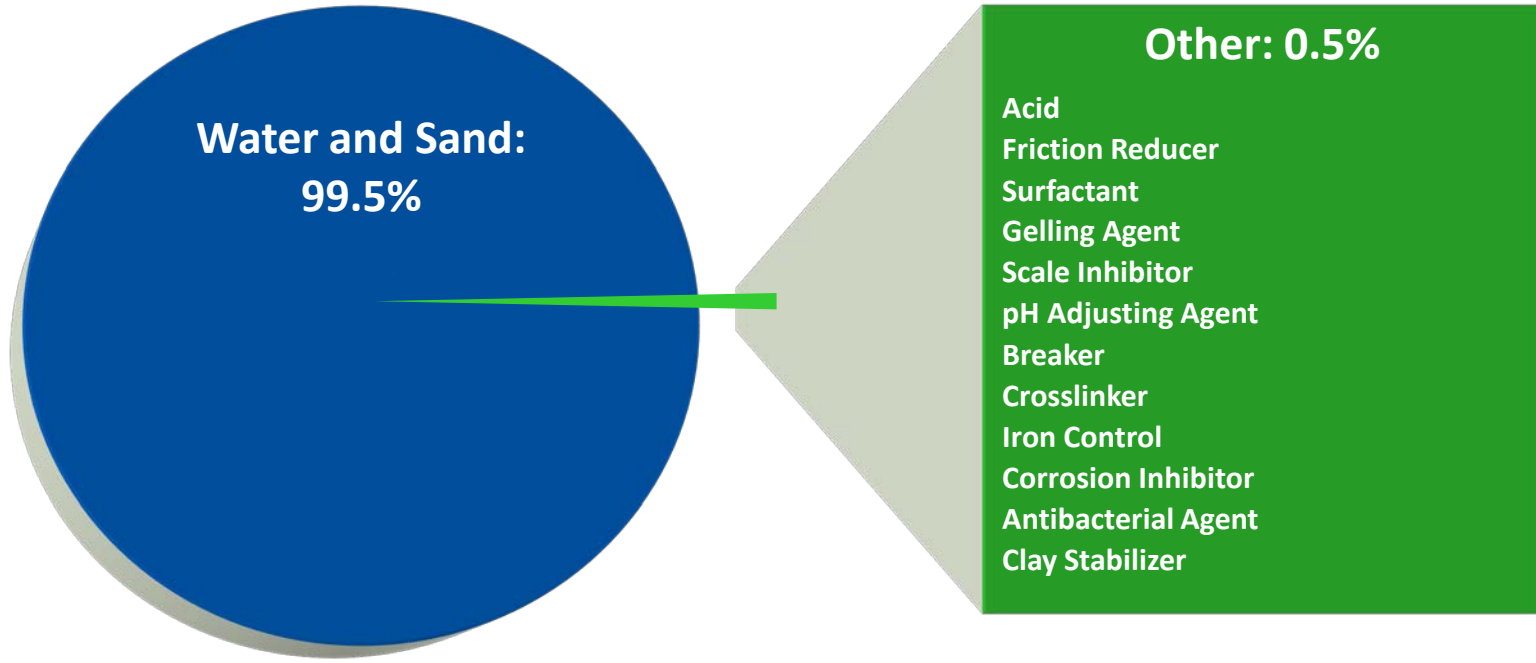 Water and Sand:
99.5%
Other: 0.5%
Acid
Friction Reducer
Surfactant
Gelling Agent
Scale Inhibitor
pH Adjusting Agent
Breaker
Crosslinker
Iron Control
Corrosion Inhibitor
Antibacterial Agent
Clay Stabilizer